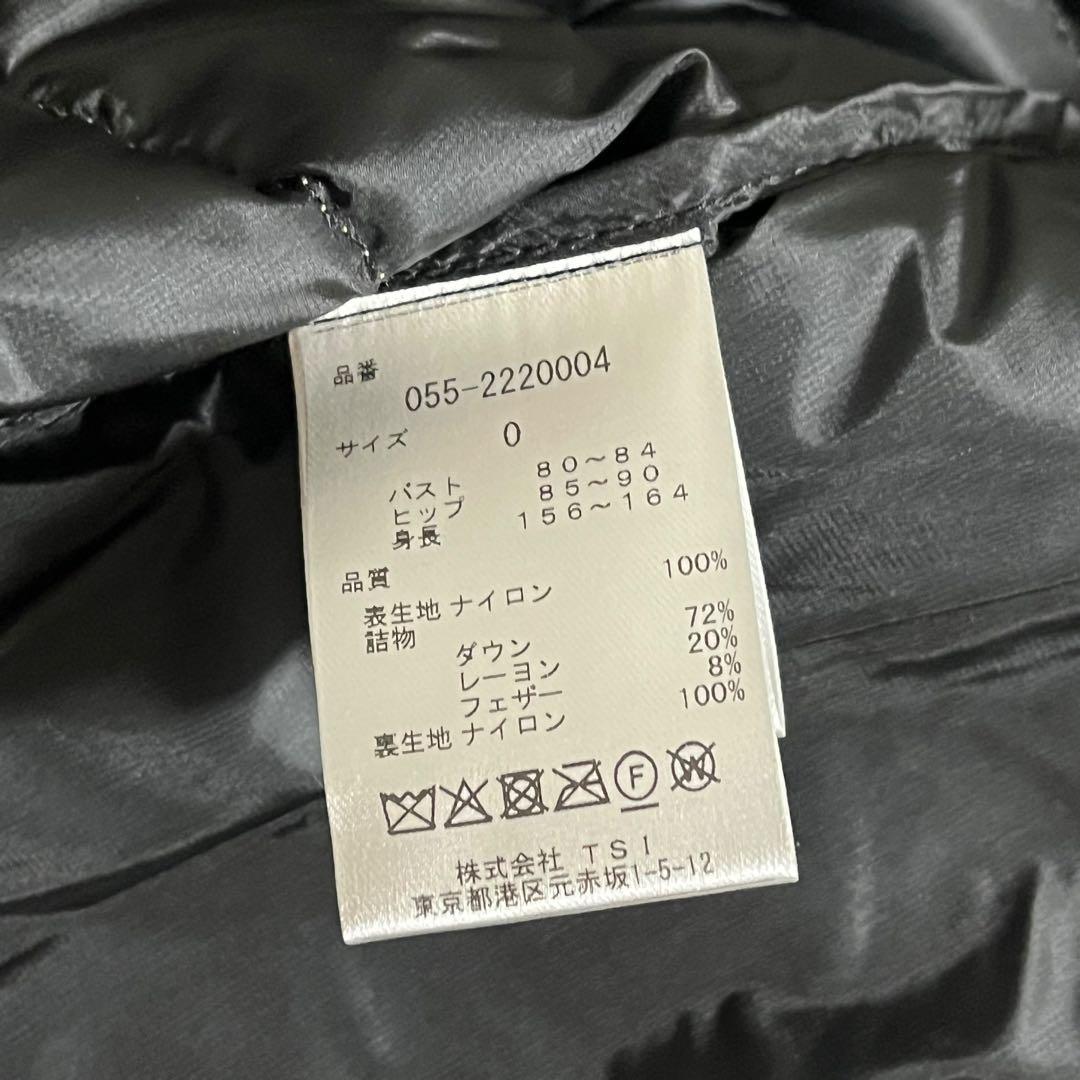 品番
055-2220004
サイズ 0
バスト 80〜84
ヒップ 85〜90
身長 156〜164
品質
表生地 ナイロン 100%
詰物
ダウン 72%
レーヨン 20%
フェザー 8%
裏生地 ナイロン 100%
F W
株式会社 TSI
東京都港区元赤坂1-5-12